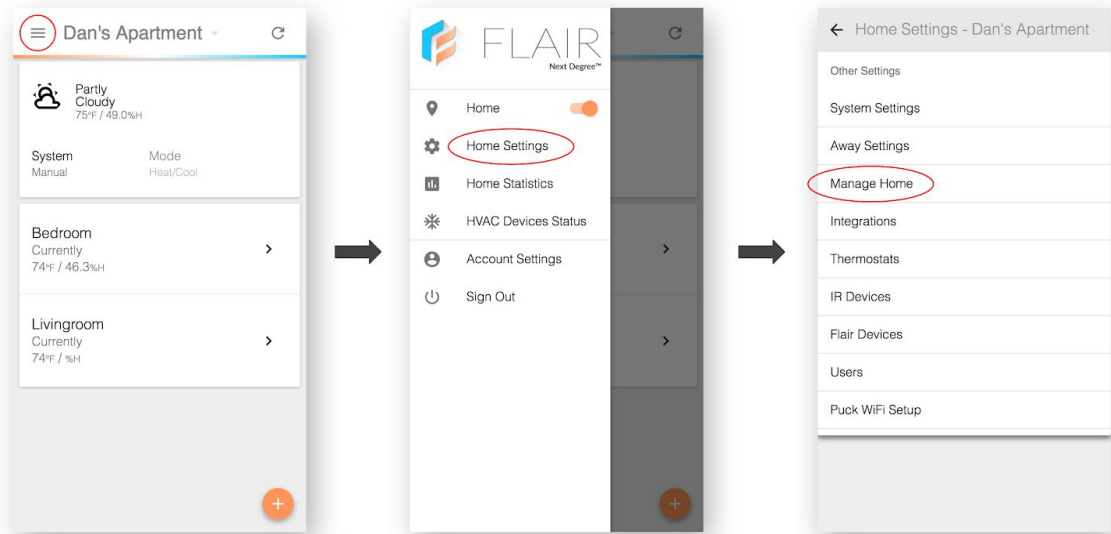 Dan's Apartment
Partly
Cloudy
75°F / 49.0%H
System Mode
Manual Heat/Cool
Bedroom
Currently
74°F / 46.3%H
Livingroom
Currently
74°F / %H
+
FLAIR
Next Degree™
Home
Home Settings
Home Statistics
HVAC Devices Status
Account Settings
Sign Out
+
Home Settings - Dan's Apartment
Other Settings
System Settings
Away Settings
Manage Home
Integrations
Thermostats
IR Devices
Flair Devices
Users
Puck WiFi Setup